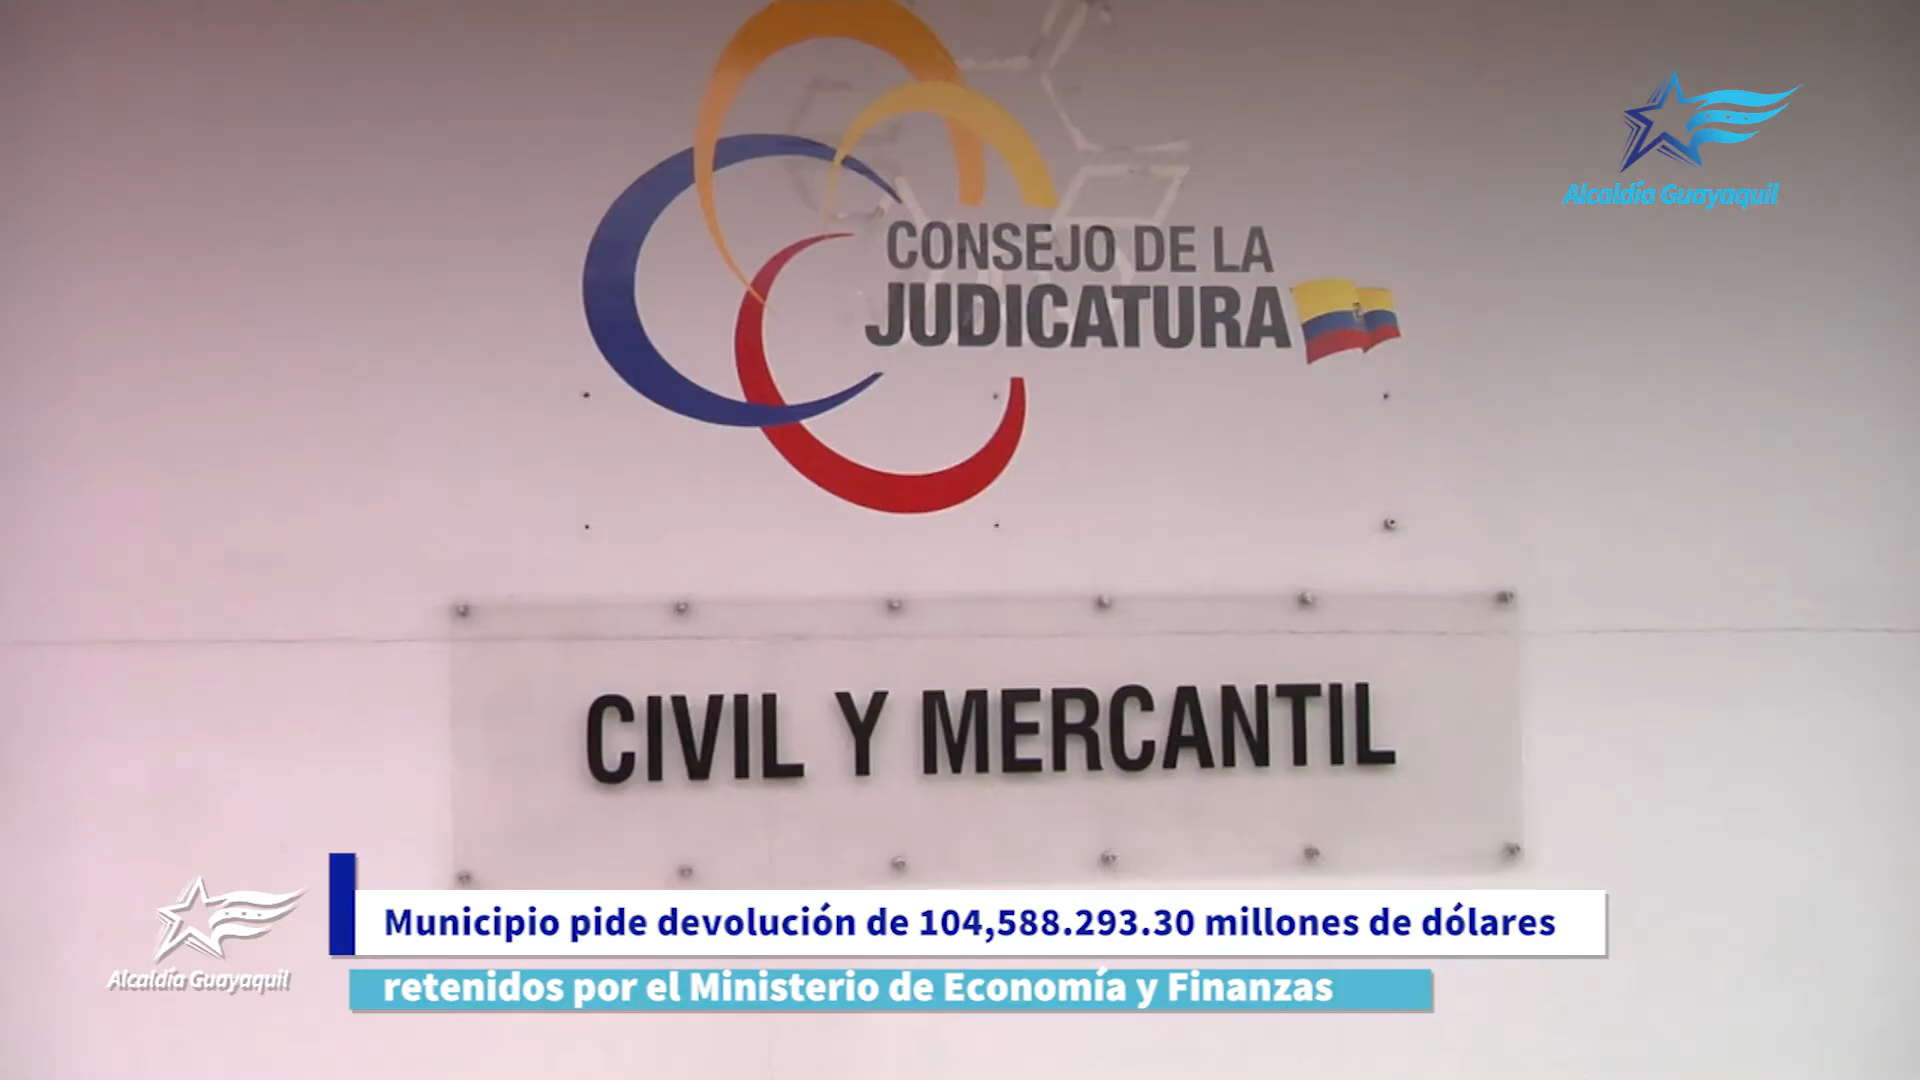 Alcaldía Guayaquil
CONSEJO DE LA
JUDICATURA
CIVIL Y MERCANTIL
Municipio pide devolución de 104,588.293.30 millones de dólares
retenidos por el Ministerio de Economía y Finanzas
Alcaldía Guayaquil